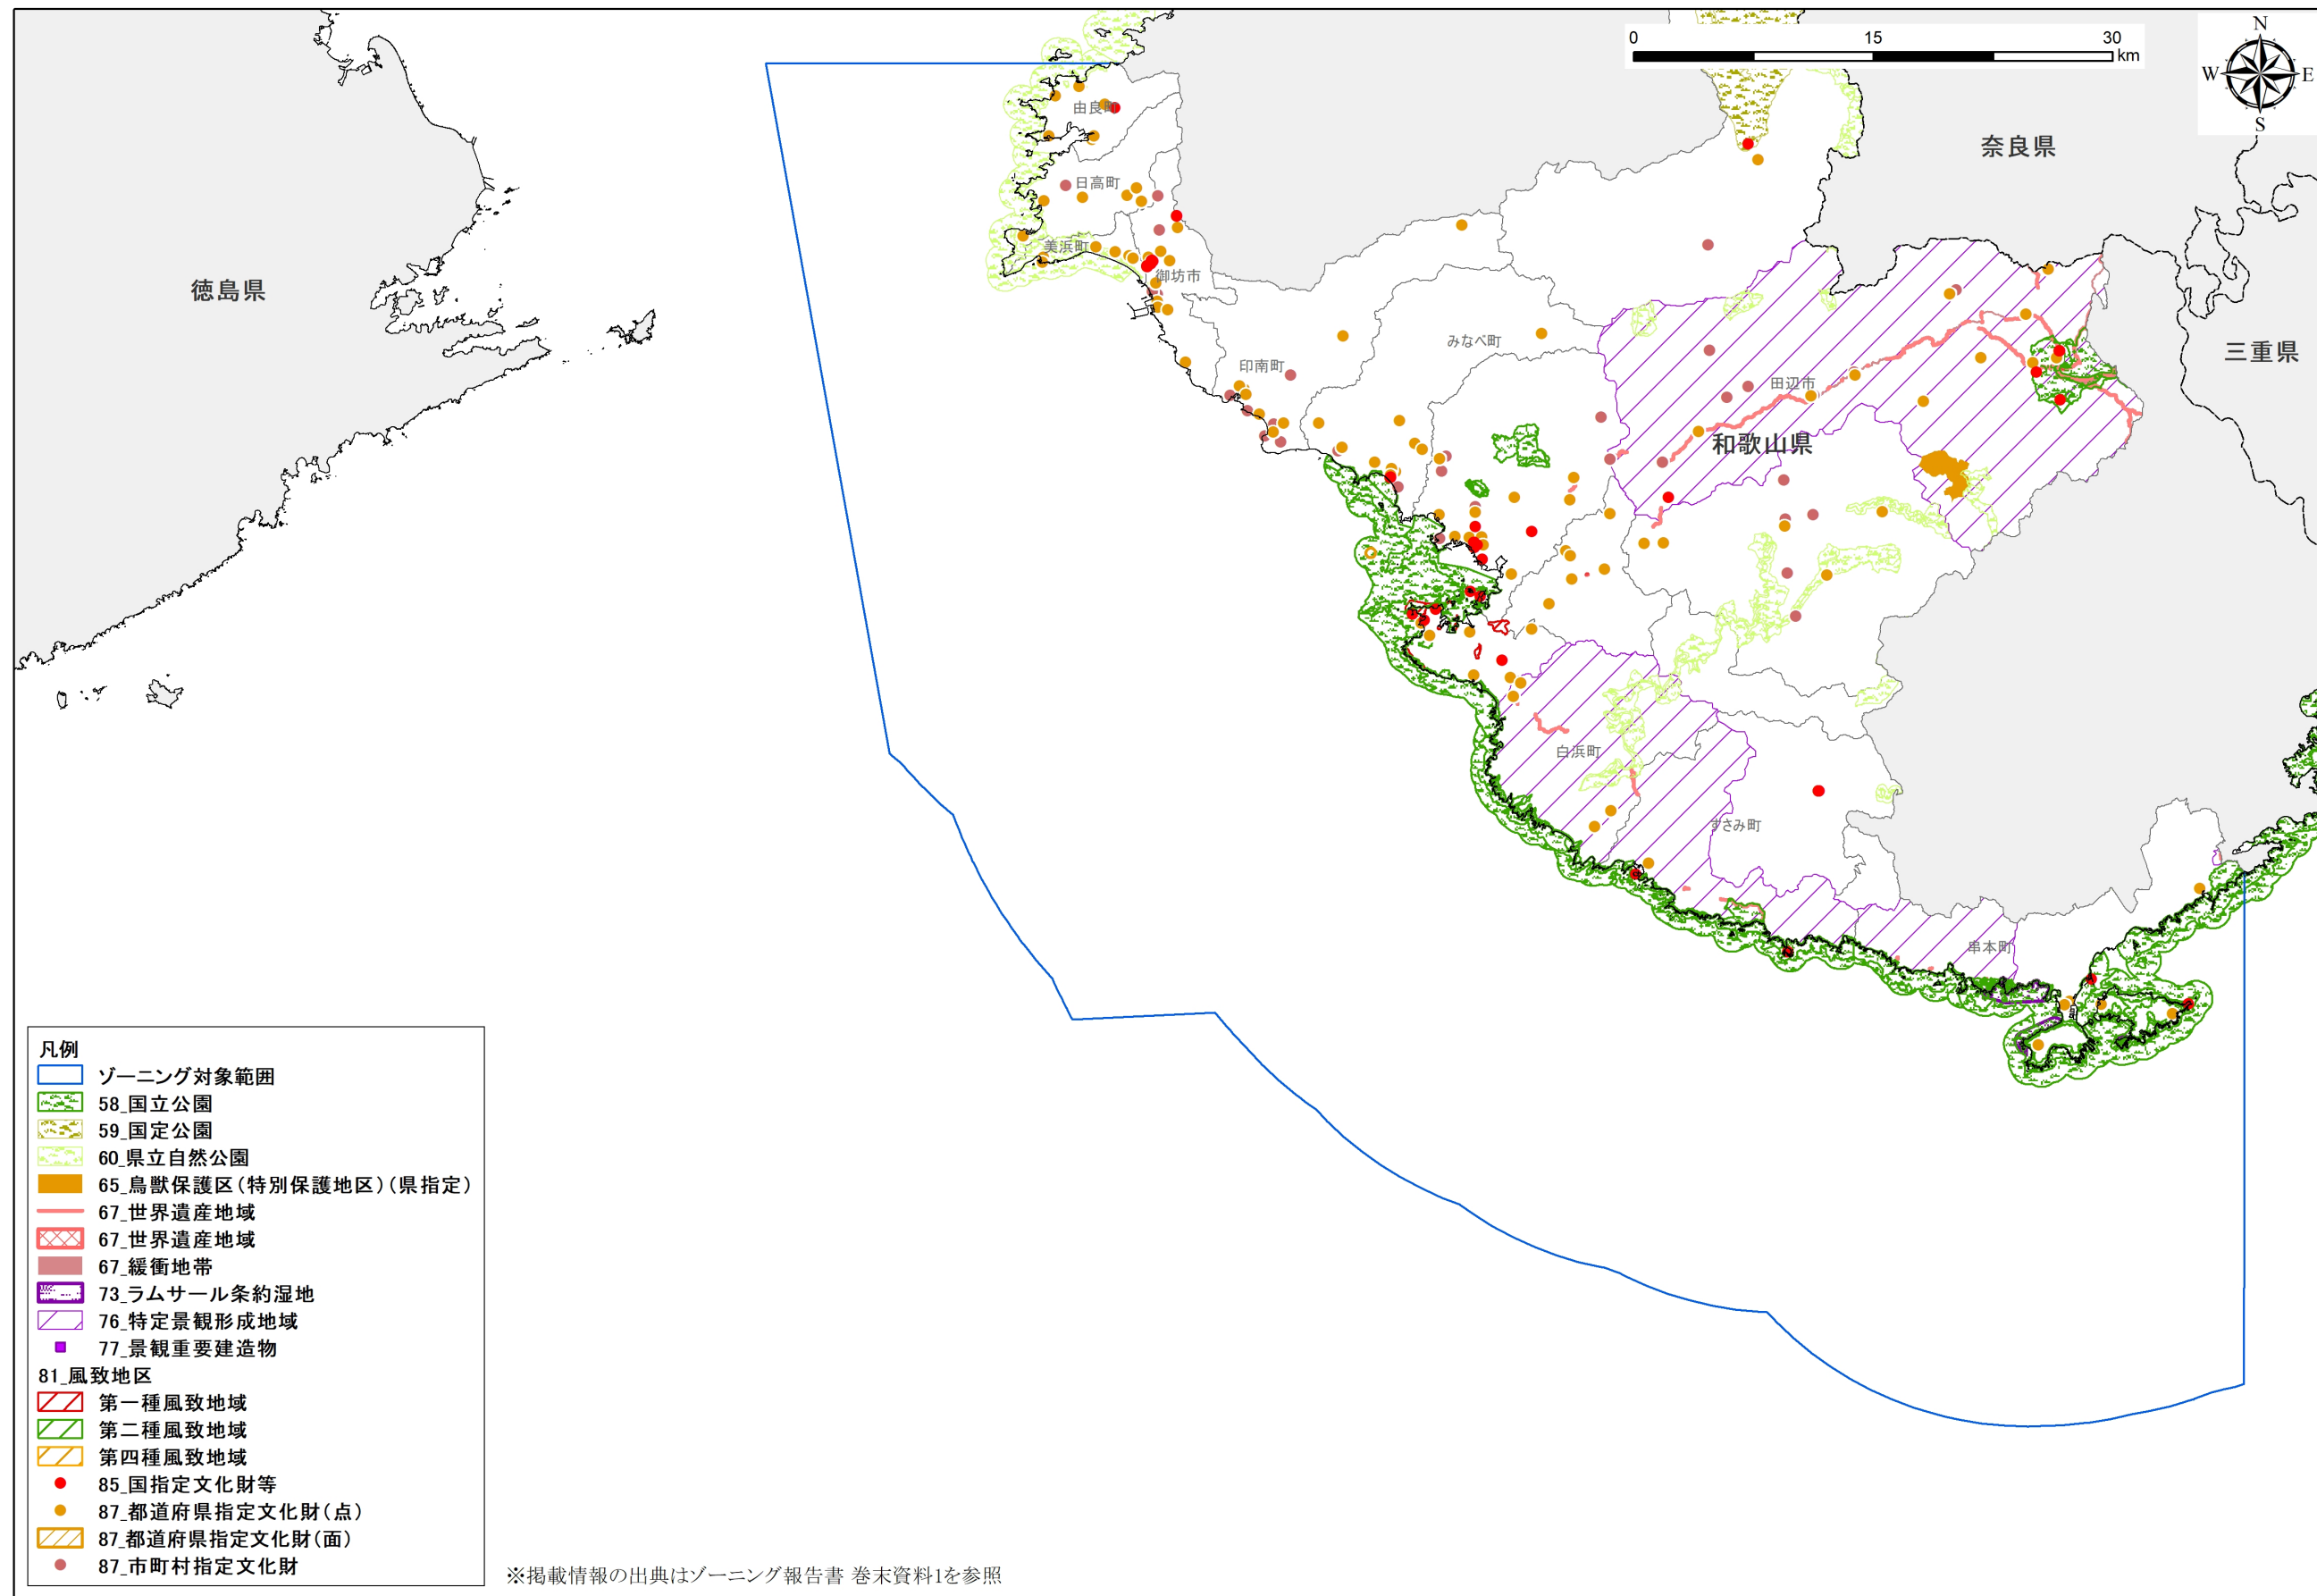 0 15 30
km
N
W E
S
奈良県
由良町
日高町
美浜町
御坊市
徳島県
みなべ町
三重県
印南町
田辺市
和歌山県
白浜町
すさみ町
串本町
凡例
ゾーニング対象範囲
58_国立公園
59_国定公園
60_県立自然公園
65_鳥獣保護区(特別保護地区)(県指定)
67_世界遺産地域
67_世界遺産地域
67_緩衝地帯
73_ラムサール条約湿地
76_特定景観形成地域
77_景観重要建造物
81_風致地区
第一種風致地域
第二種風致地域
第四種風致地域
85_国指定文化財等
87_都道府県指定文化財(点)
87_都道府県指定文化財(面)
87_市町村指定文化財
※掲載情報の出典はゾーニング報告書 巻末資料1を参照